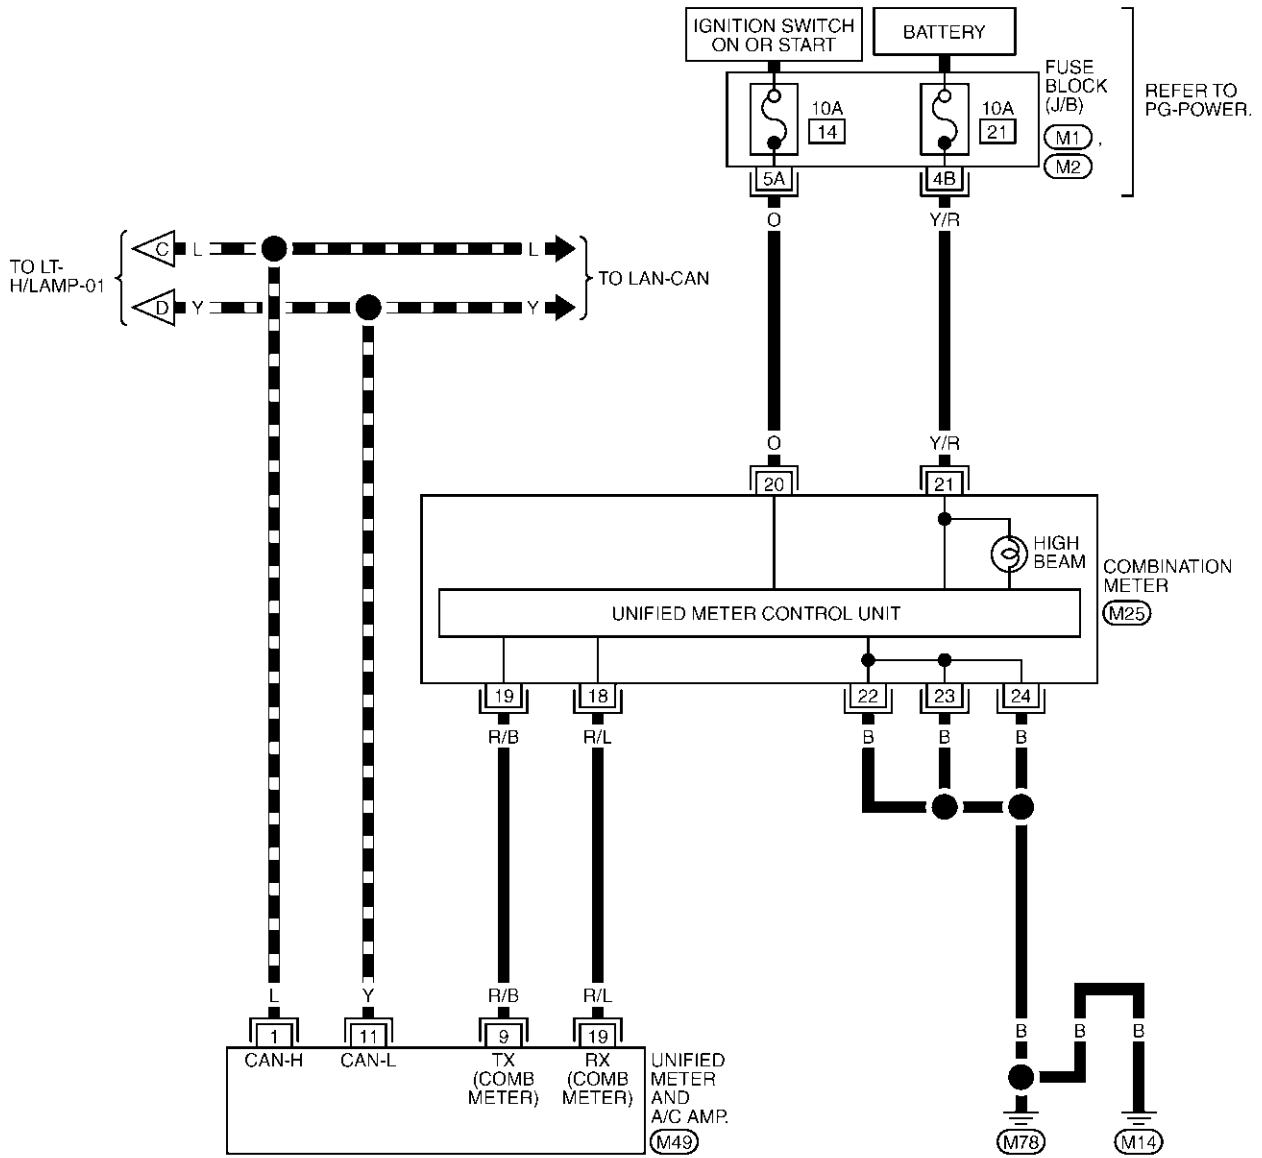 IGNITION SWITCH
ON OR START
BATTERY
FUSE
BLOCK
(J/B)
M1 ,
M2
REFER TO
PG-POWER.
10A
14
10A
21
5A
4B
O
Y/R
TO LT-
H/LAMP-01
C
L
L
D
Y
Y
TO LAN-CAN
O
Y/R
20
21
HIGH
BEAM
COMBINATION
METER
M25
UNIFIED METER CONTROL UNIT
19
18
22
23
24
R/B
R/L
B
B
B
L
Y
R/B
R/L
1
11
9
19
CAN-H
CAN-L
TX
(COMB
METER)
RX
(COMB
METER)
UNIFIED
METER
AND
A/C AMP.
M49
B
B
B
M78
M14